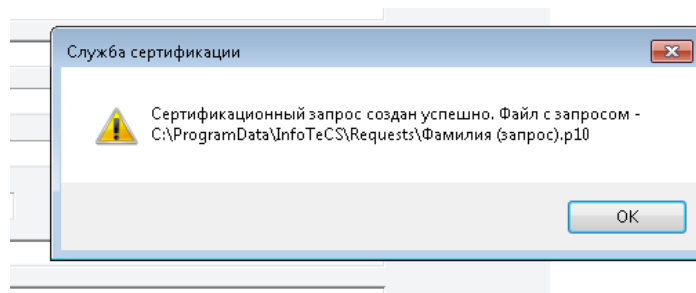 Служба сертификации
Сертификационный запрос создан успешно. Файл с запросом -
C:\ProgramData\InfoTeCS\Requests\Фамилия (запрос).p10
OK